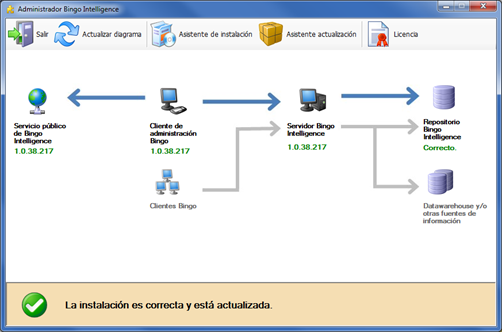 Administrador Bingo Intelligence
Salir
Actualizar diagrama
Asistente de instalación
Asistente actualización
Licencia
Servicio público
de Bingo
Intelligence
1.0.38.217
Cliente de
administración
Bingo
1.0.38.217
Servidor Bingo
Intelligence
1.0.38.217
Repositorio
Bingo
Intelligence
Correcto.
Clientes Bingo
Datawarehouse y/o
otras fuentes de
información
La instalación es correcta y está actualizada.